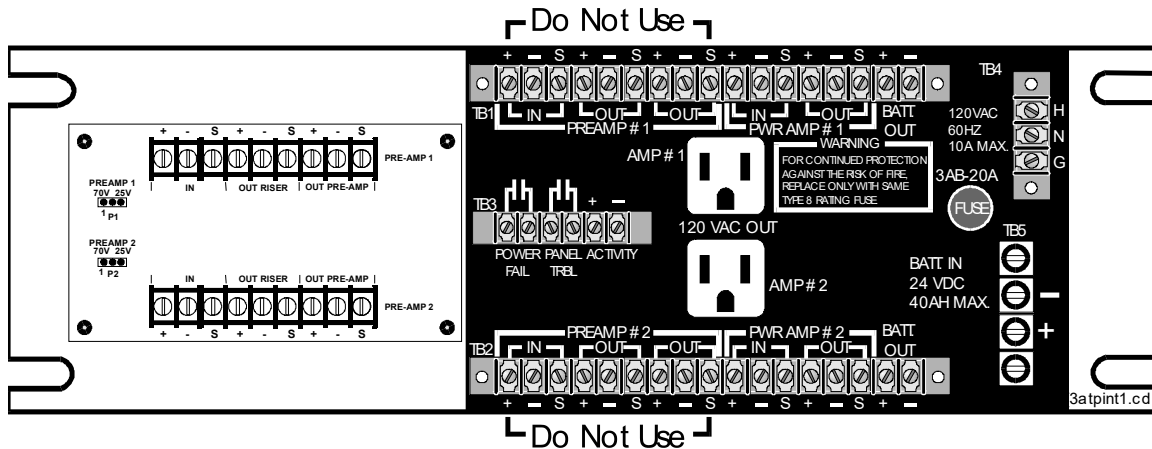 Do Not Use
+ – S + – S + – S + – S + – S + –
TB1
IN OUT OUT IN OUT BATT OUT
PREAMP # 1 PWR AMP # 1
TB4
120VAC
60HZ
10A MAX.
H
N
G
+ - S + - S + - S
PRE-AMP 1
IN OUT RISER OUT PRE-AMP
PREAMP 1
70V 25V
1 P1
PREAMP 2
70V 25V
1 P2
IN OUT RISER OUT PRE-AMP
PRE-AMP 2
+ - S + - S + - S
AMP # 1
WARNING
FOR CONTINUED PROTECTION
AGAINST THE RISK OF FIRE,
REPLACE ONLY WITH SAME
TYPE 8 RATING FUSE
3AB-20A
FUSE
TB3
+ –
POWER FAIL
PANEL TRBL
ACTIVITY
120 VAC OUT
AMP # 2
TB5
BATT IN
24 VDC
40AH MAX.
–
+
PREAMP # 2 PWR AMP # 2
TB2
IN OUT OUT IN OUT BATT OUT
+ – S + – S + – S + – S + – S + –
Do Not Use
3atpint1.cd